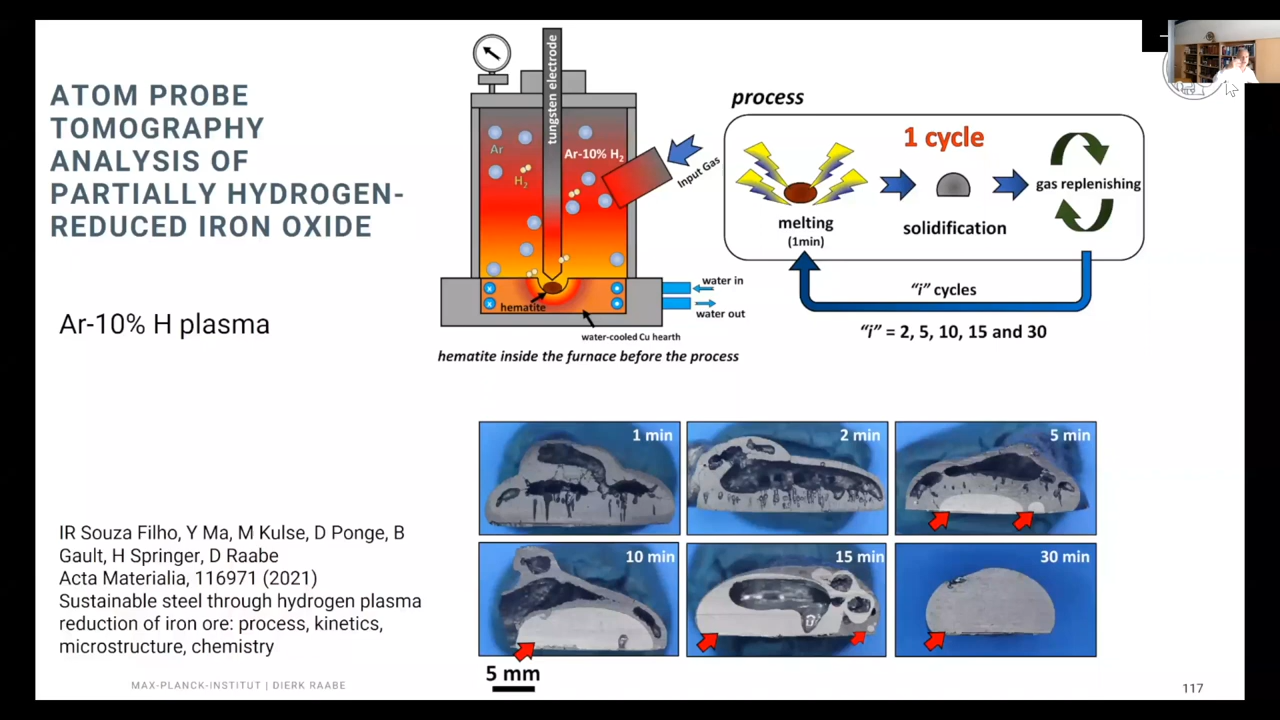 ATOM PROBE
TOMOGRAPHY
ANALYSIS OF
PARTIALLY HYDROGEN-
REDUCED IRON OXIDE
Ar-10% H plasma
IR Souza Filho, Y Ma, M Kulse, D Ponge, B
Gault, H Springer, D Raabe
Acta Materialia, 116971 (2021)
Sustainable steel through hydrogen plasma
reduction of iron ore: process, kinetics,
microstructure, chemistry
tungsten electrode
Ar
Ar-10% H₂
H₂
Input Gas
hematite
water in
water out
water-cooled Cu hearth
hematite inside the furnace before the process
process
1 cycle
melting
(1min)
solidification
gas replenishing
“i” cycles
“i” = 2, 5, 10, 15 and 30
1 min
2 min
5 min
10 min
15 min
30 min
5 mm
MAX-PLANCK-INSTITUT | DIERK RAABE
117